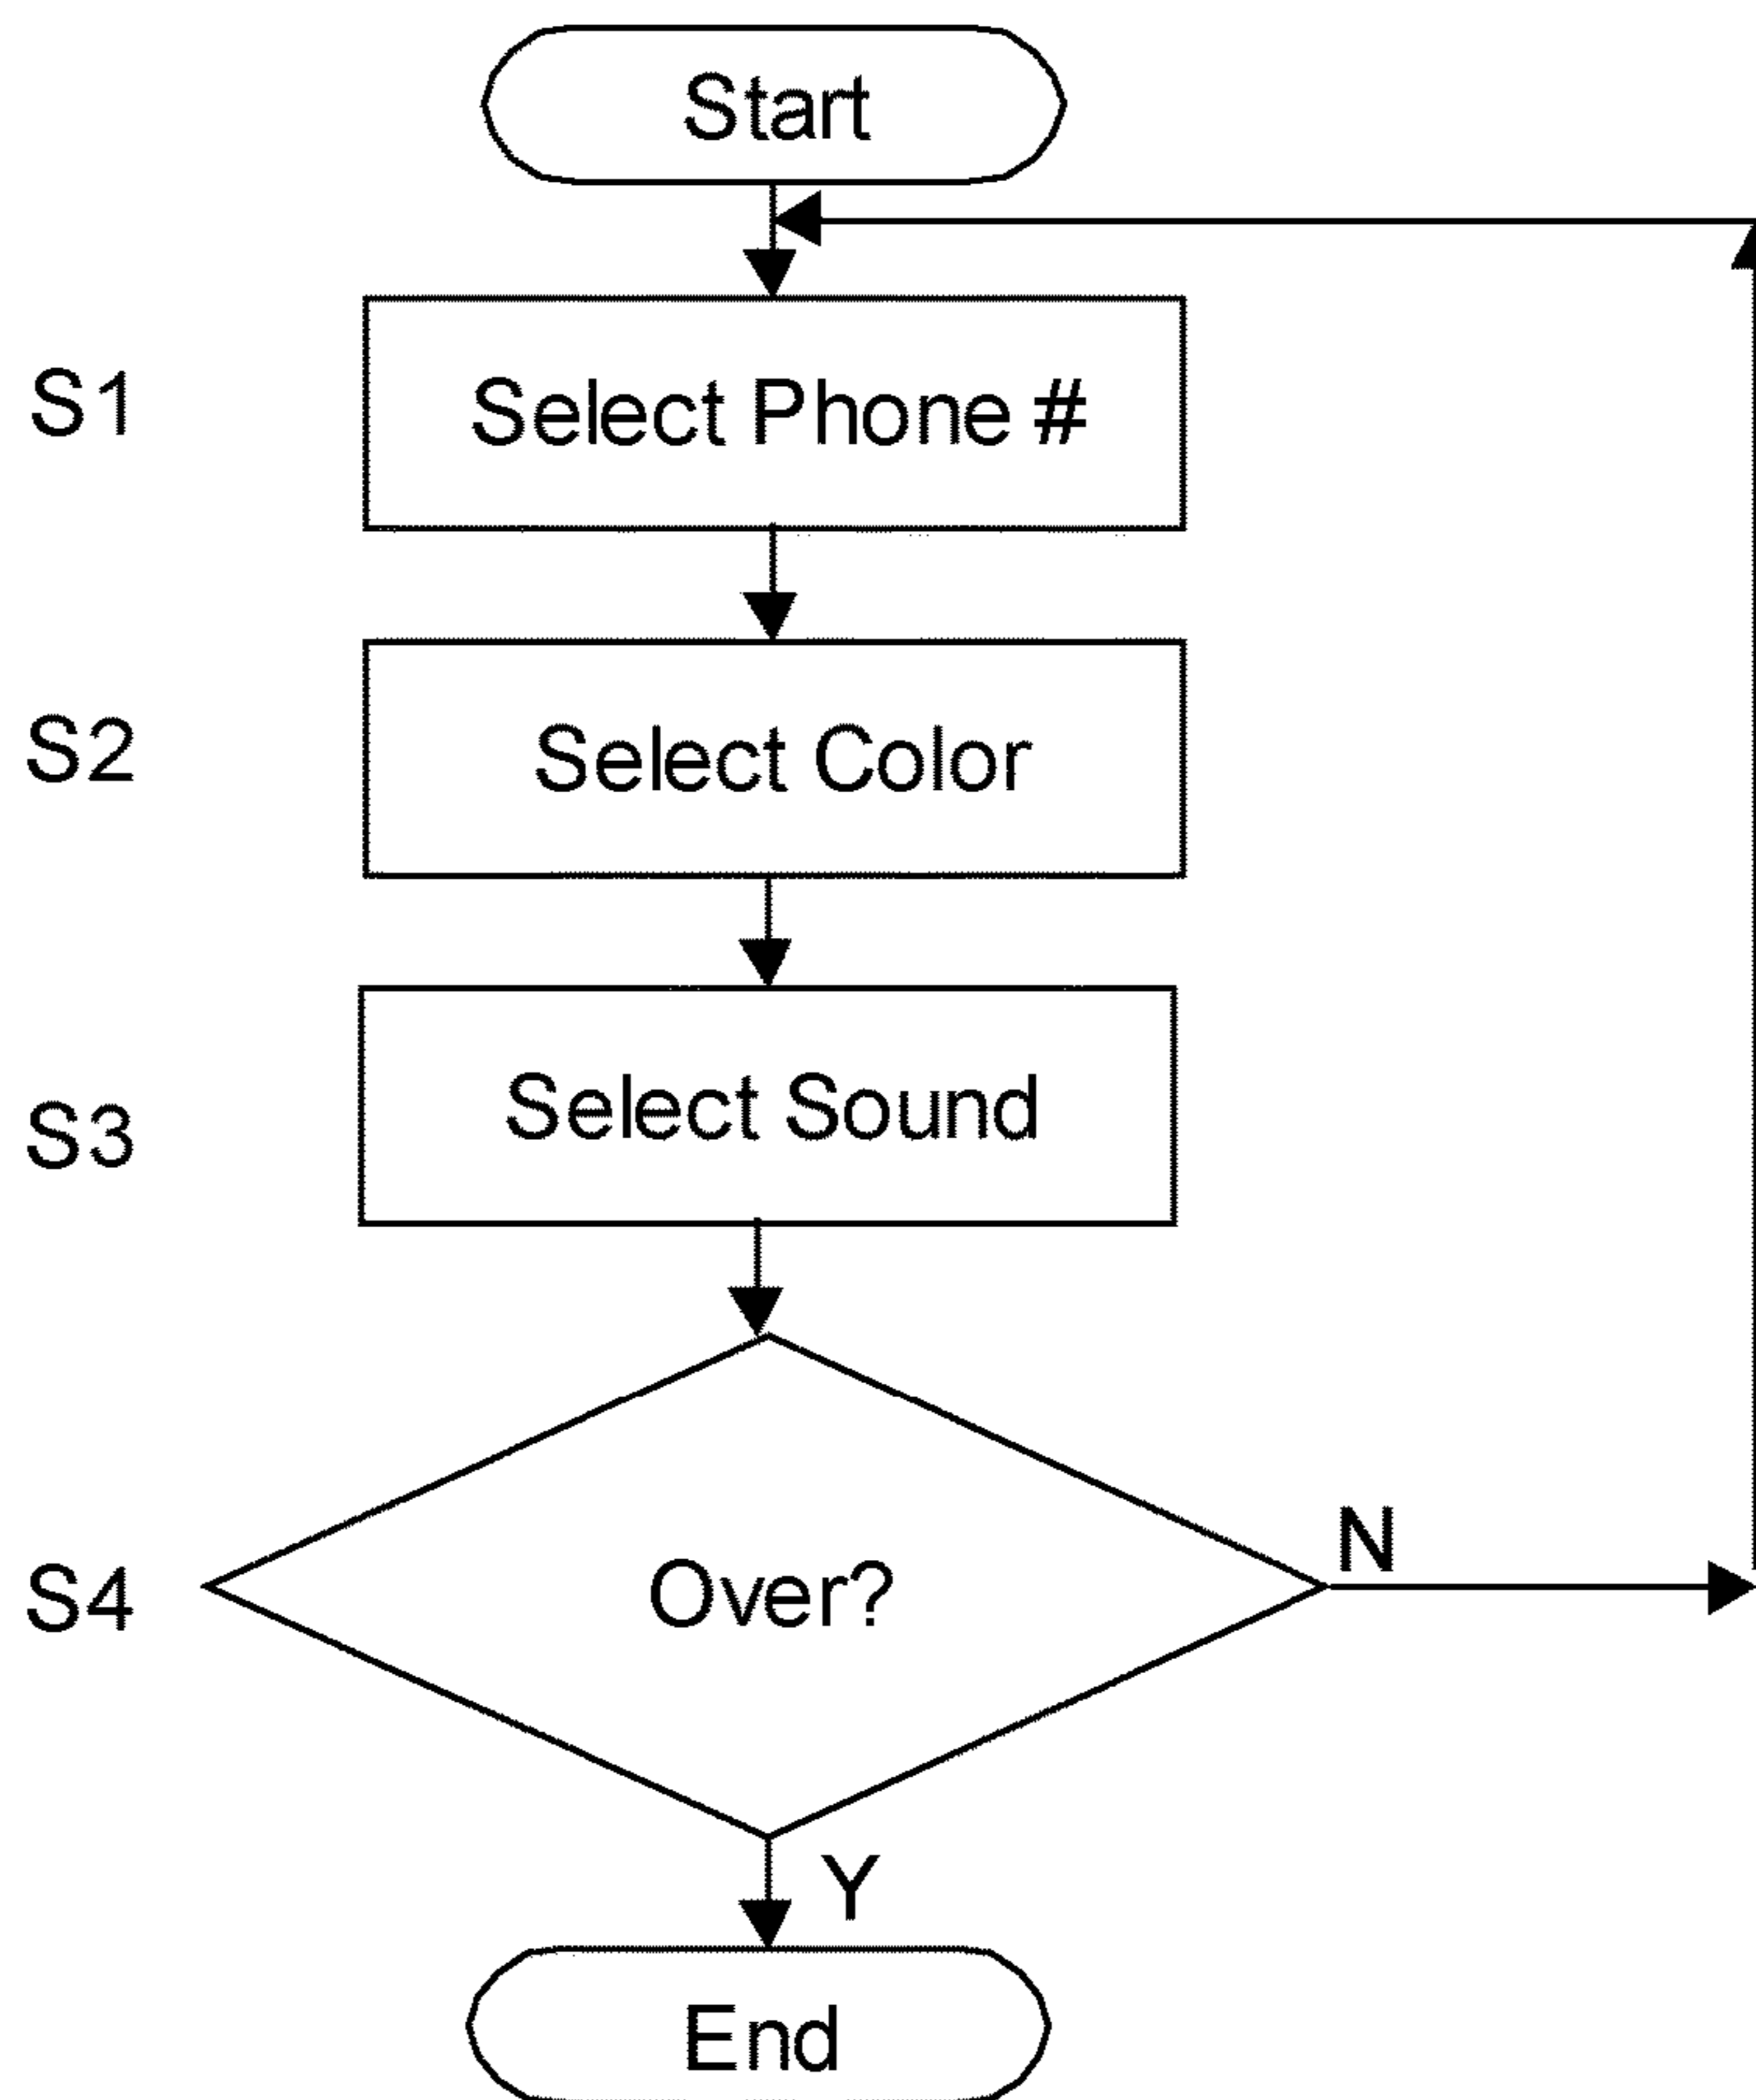 Start
S1
Select Phone #
S2
Select Color
S3
Select Sound
S4
Over?
N
Y
End